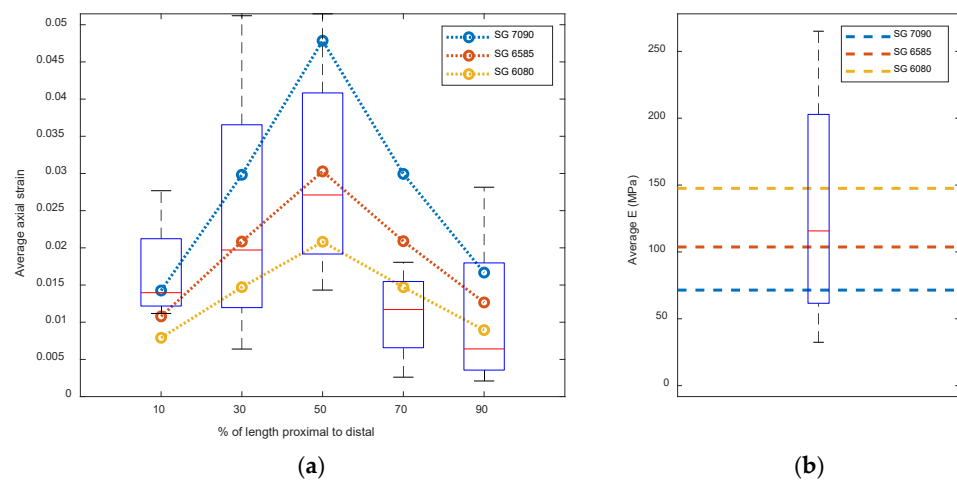 0.05
0.045
0.04
0.035
0.03
0.025
0.02
0.015
0.01
0.005
0
Average axial strain
10 30 50 70 90
% of length proximal to distal
SG 7090
SG 6585
SG 6080
(a)
250
200
150
100
50
0
Average E (MPa)
SG 7090
SG 6585
SG 6080
(b)